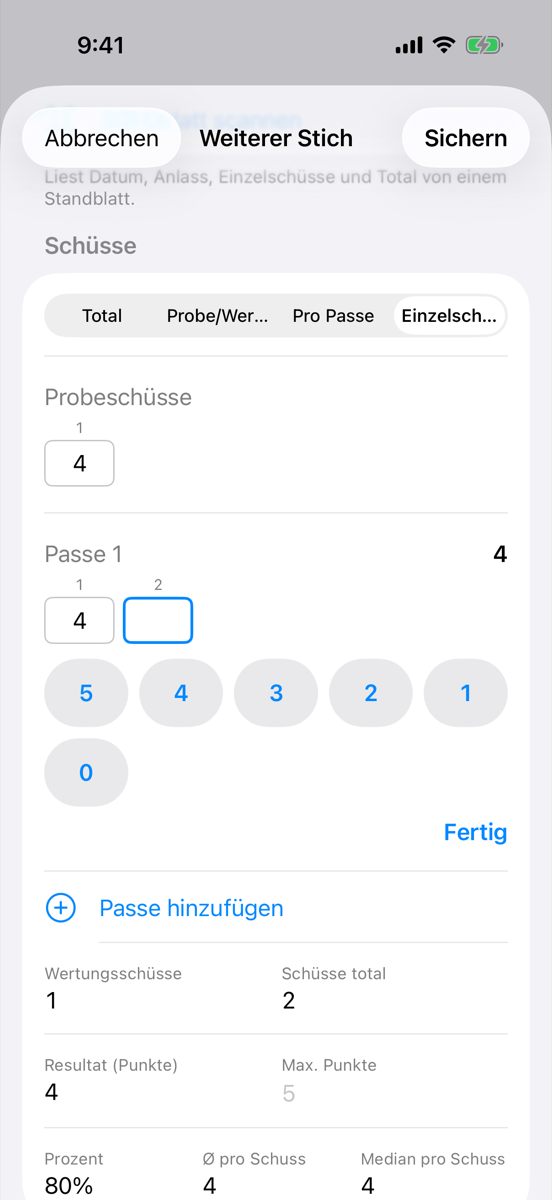 9:41
Abbrechen
Weiterer Stich
Sichern
Liest Datum, Anlass, Einzelschüsse und Total von einem
Standblatt.
Schüsse
Total
Probe/Wer...
Pro Passe
Einzelsch...
Probeschüsse
1
4
Passe 1
4
1
2
4
5
4
3
2
1
0
Fertig
Passe hinzufügen
Wertungsschüsse
Schüsse total
1
2
Resultat (Punkte)
Max. Punkte
4
5
Prozent
Ø pro Schuss
Median pro Schuss
80%
4
4